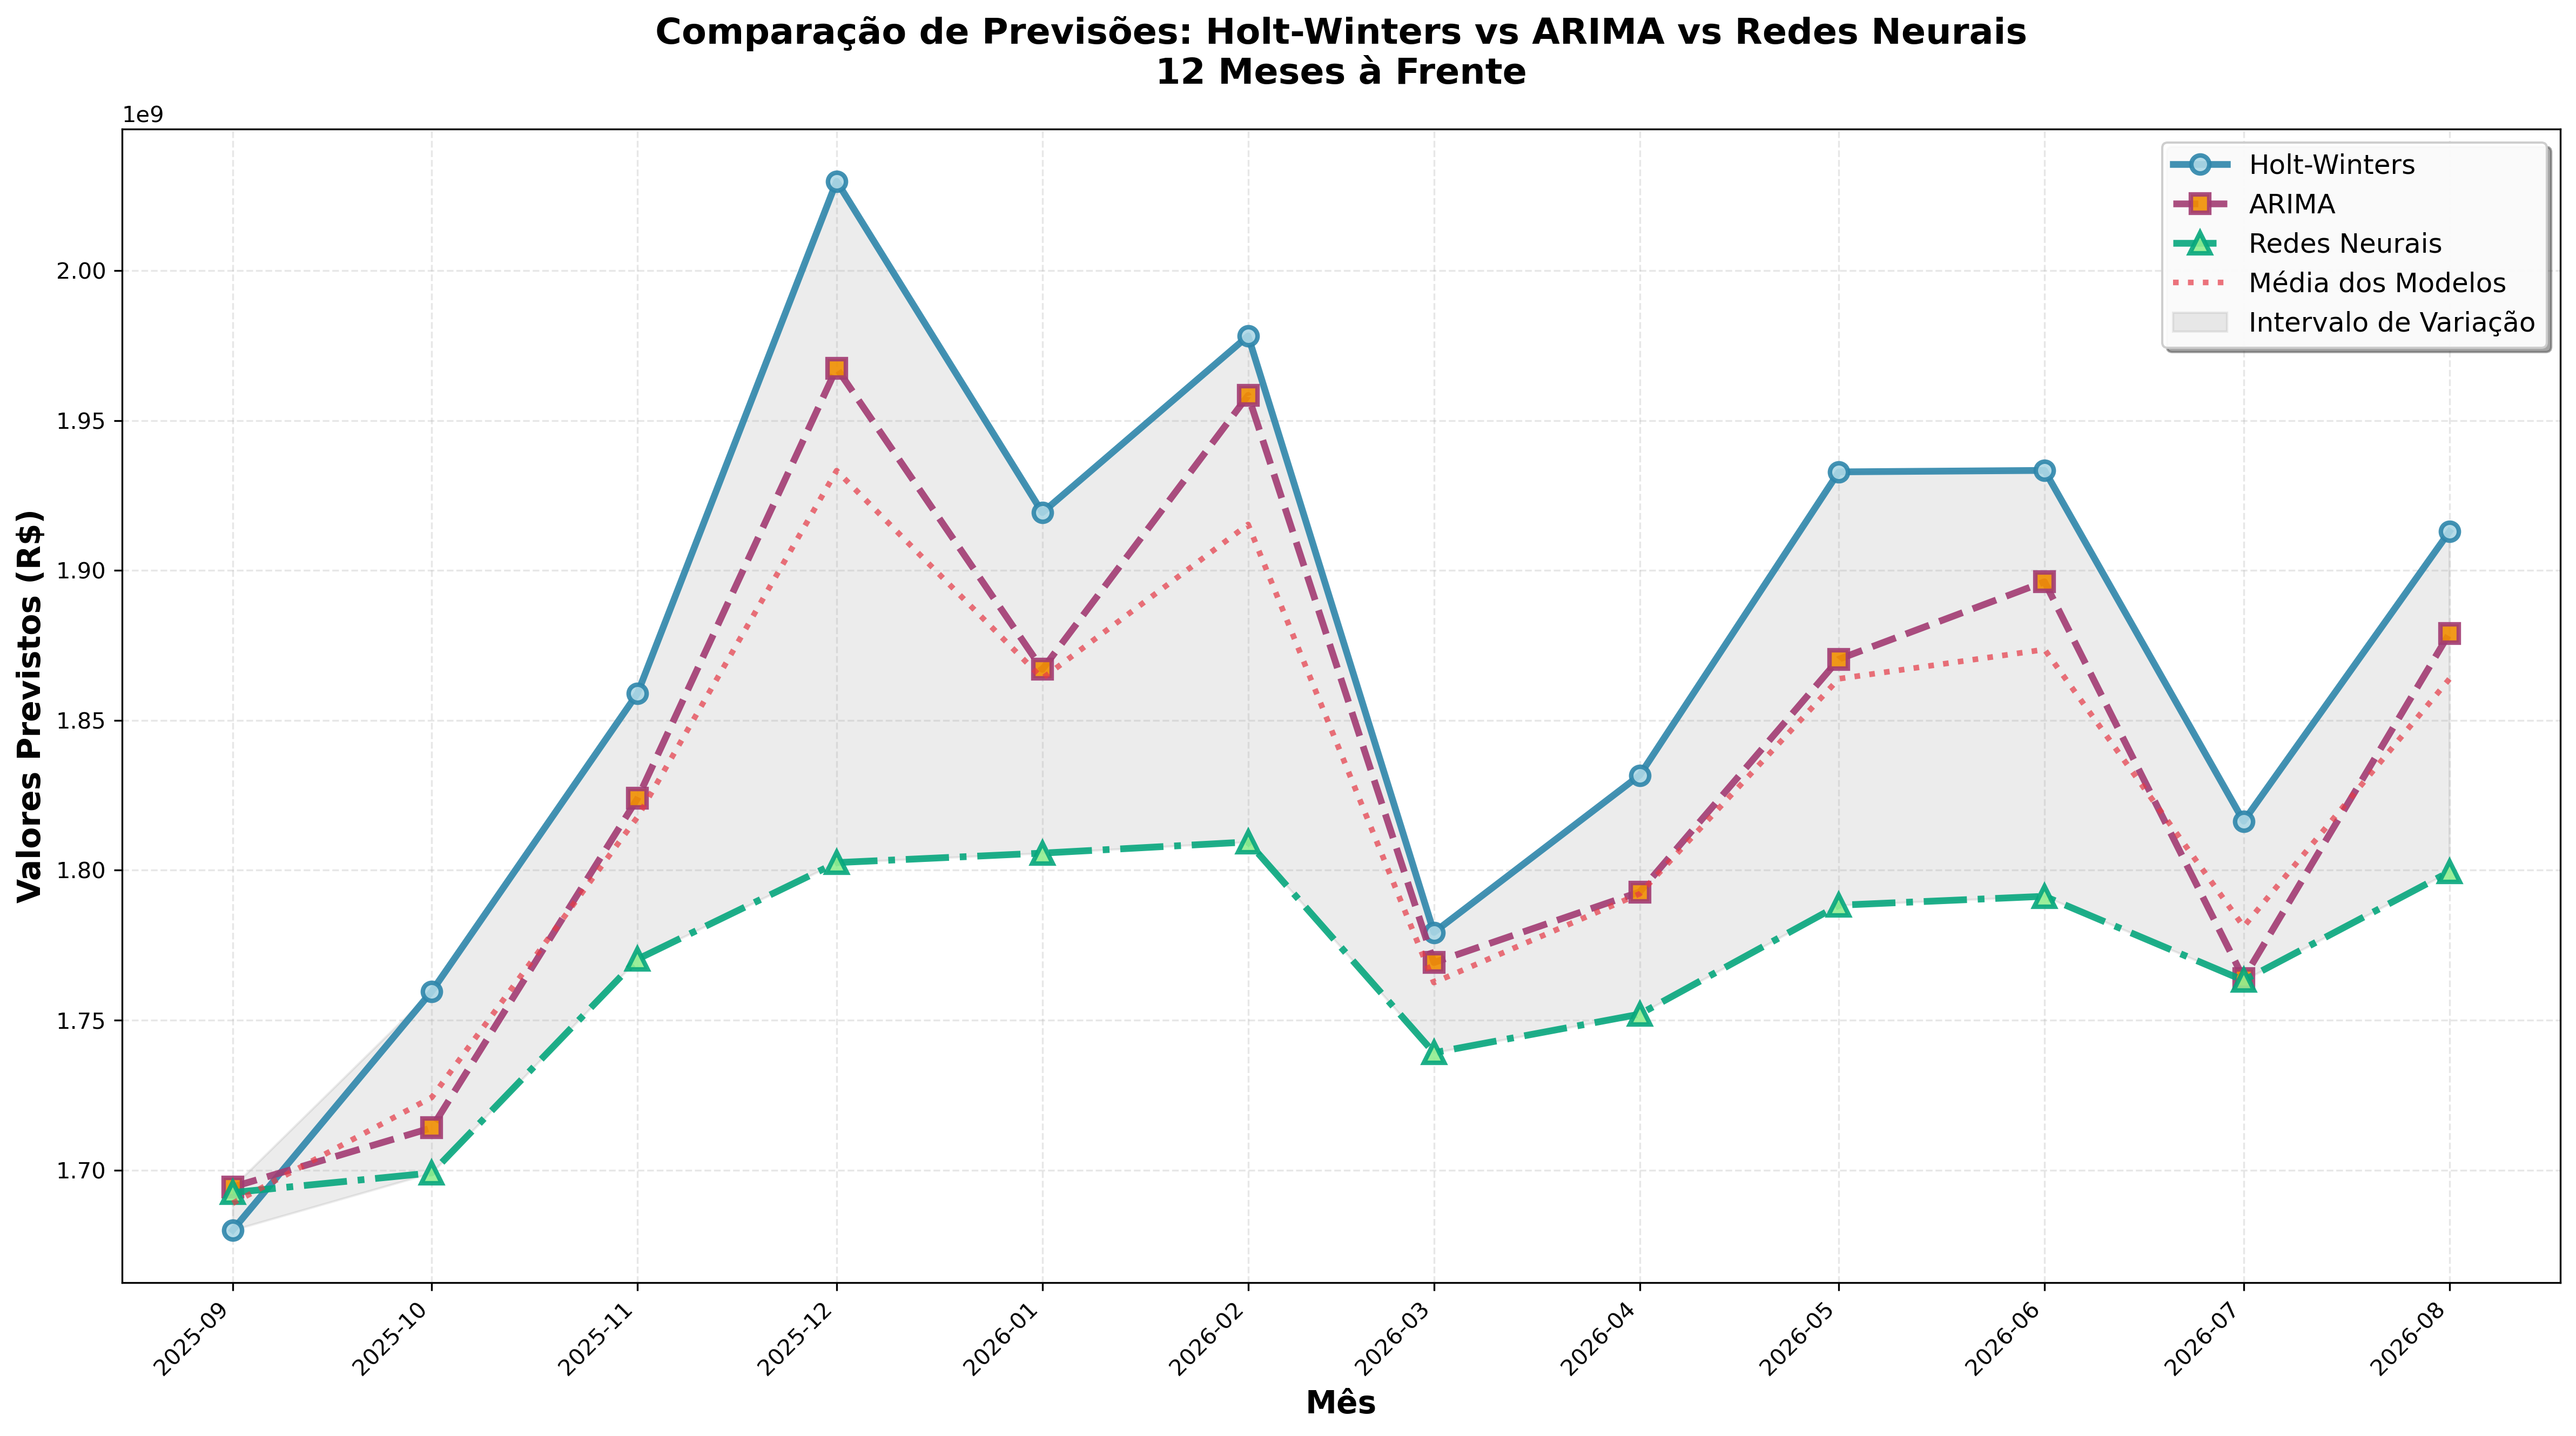 Comparação de Previsões: Holt-Winters vs ARIMA vs Redes Neurais
12 Meses à Frente
1e9
Holt-Winters
ARIMA
Redes Neurais
Média dos Modelos
Intervalo de Variação
Valores Previstos (R$)
2.00
1.95
1.90
1.85
1.80
1.75
1.70
2025-09
2025-10
2025-11
2025-12
2026-01
2026-02
2026-03
2026-04
2026-05
2026-06
2026-07
2026-08
Mês